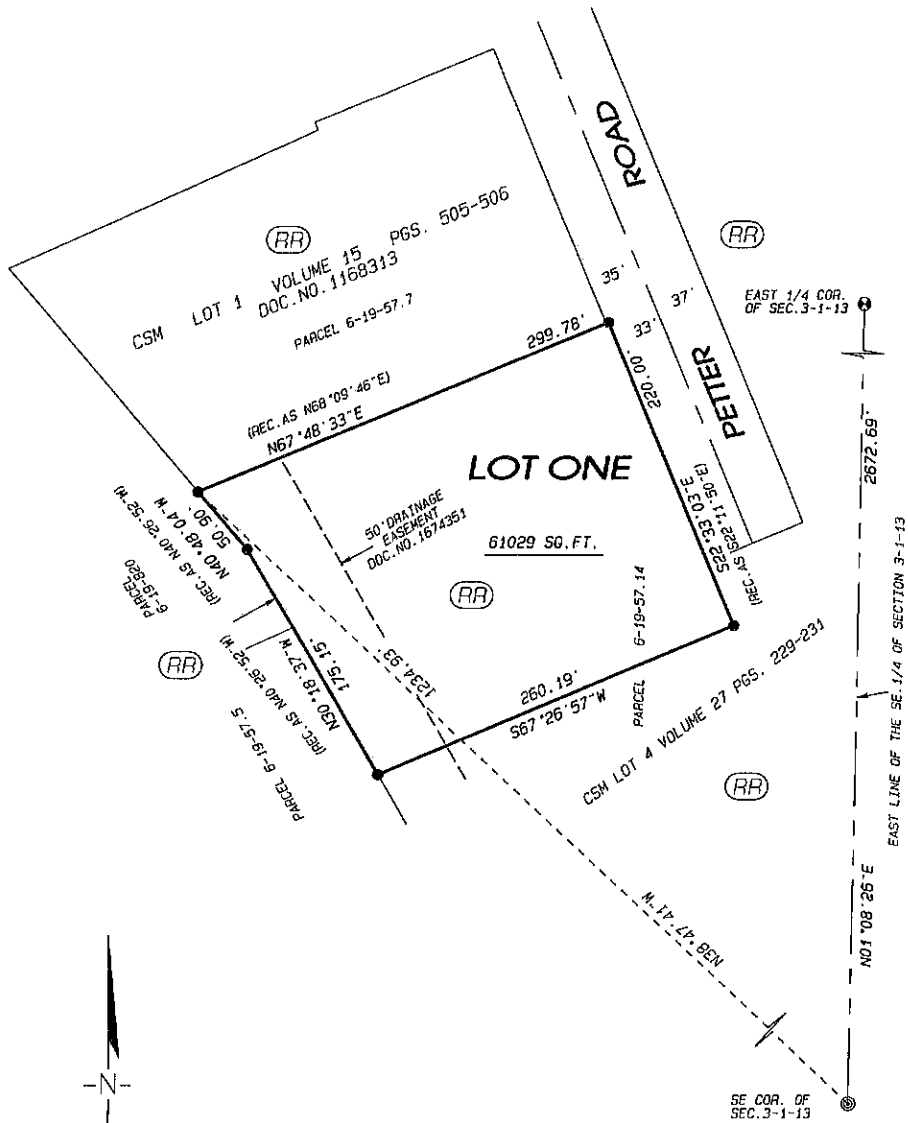 ROAD
RR
CSM LOT 1 VOLUME 15 PGS. 505-506
DOC.NO.1168313
PARCEL 6-19-57.7
RR
35'
37'
33'
EAST 1/4 COR.
OF SEC.3-1-13
299.78'
(REC.AS N68°09'46"E)
N67°48'33"E
220.00'
PETTER
S22°33'03"E
(REC.AS S22°11'50"E)
2672.69'
LOT ONE
61029 SQ.FT.
50' DRAINAGE
EASEMENT
DOC.NO.1674351
(REC.AS N40°26'52"W)
N40°48'04"W
50.90'
PARCEL
6-19-820
RR
RR
(REC.AS N40°26'52"W)
N30°18'37"W
175.15'
PARCEL 6-19-57.5
1234.93'
PARCEL 6-19-57.14
260.19'
S67°26'57"W
CSM LOT 4 VOLUME 27 PGS. 229-231
RR
EAST LINE OF THE SE.1/4 OF SECTION 3-1-13
N01°08'26"E
N38°47'41"W
-N-
SE COR. OF
SEC.3-1-13